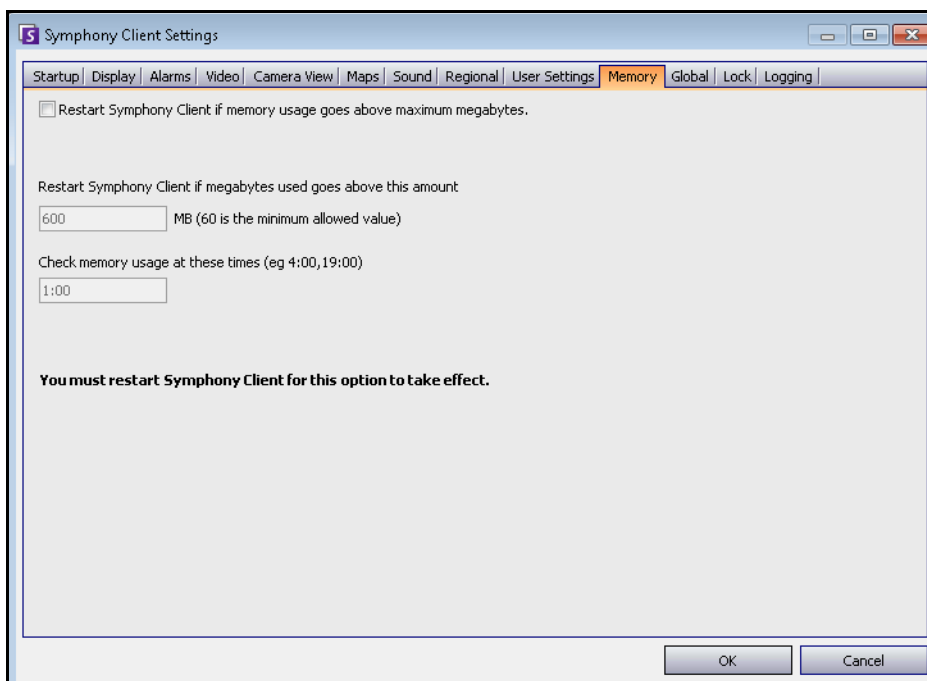 Symphony Client Settings
Startup Display Alarms Video Camera View Maps Sound Regional User Settings Memory Global Lock Logging
Restart Symphony Client if memory usage goes above maximum megabytes.
Restart Symphony Client if megabytes used goes above this amount
600 MB (60 is the minimum allowed value)
Check memory usage at these times (eg 4:00,19:00)
1:00
You must restart Symphony Client for this option to take effect.
OK Cancel